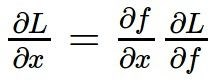 ∂L/∂x = ∂f/∂x ∂L/∂f